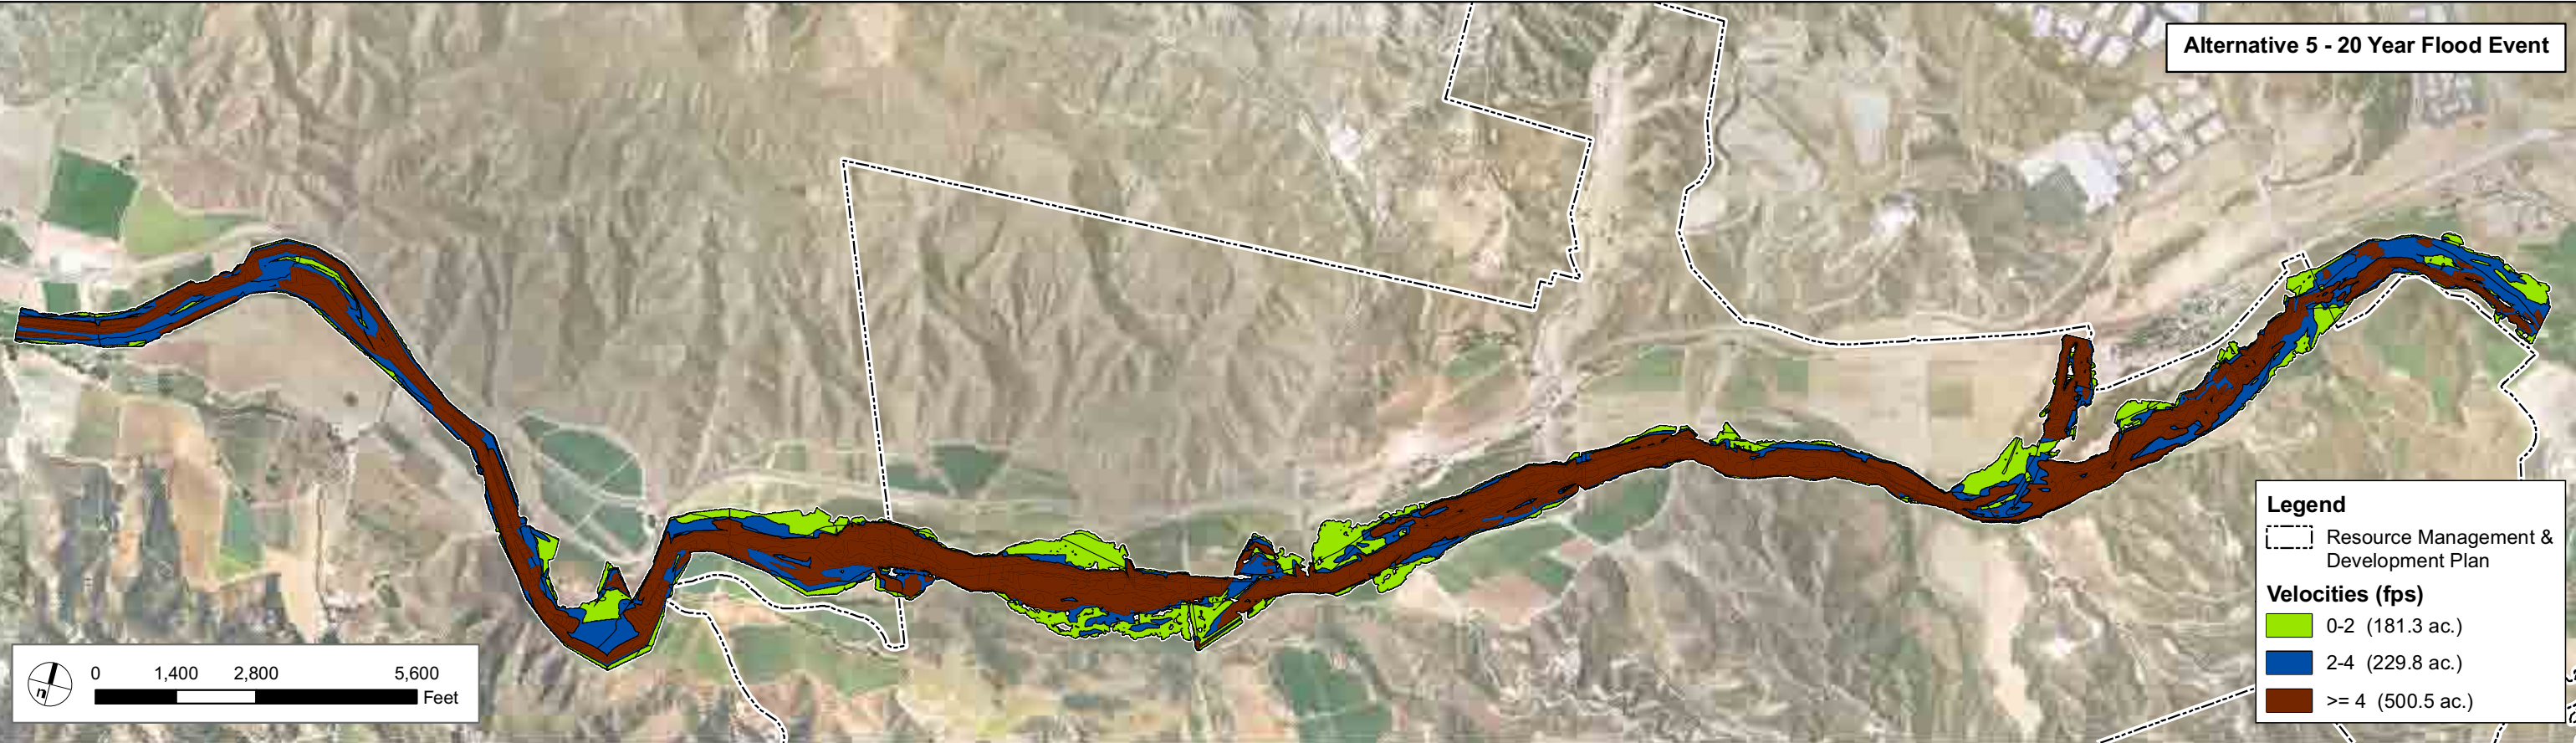 Alternative 5 - 20 Year Flood Event
Legend
Resource Management &
Development Plan
Velocities (fps)
0-2 (181.3 ac.)
2-4 (229.8 ac.)
>= 4 (500.5 ac.)
n
0 1,400 2,800 5,600
Feet